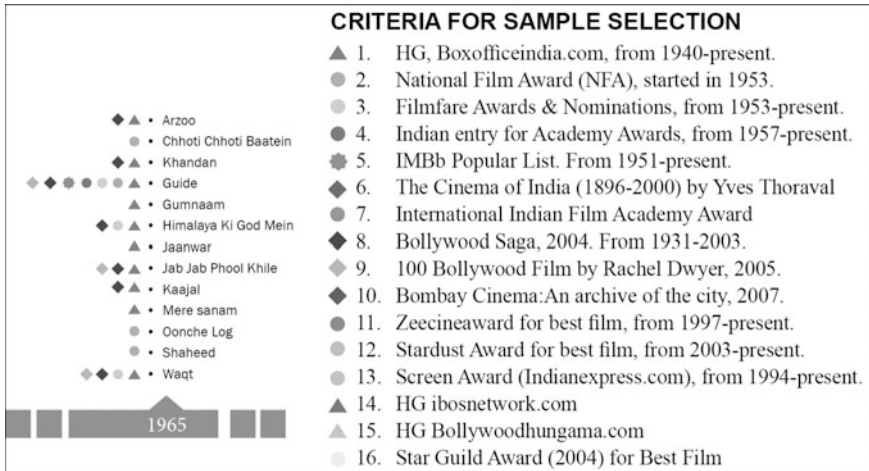 CRITERIA FOR SAMPLE SELECTION
1. HG, Boxofficeindia.com, from 1940-present.
2. National Film Award (NFA), started in 1953.
3. Filmfare Awards & Nominations, from 1953-present.
4. Indian entry for Academy Awards, from 1957-present.
5. IMBb Popular List. From 1951-present.
6. The Cinema of India (1896-2000) by Yves Thoraval
7. International Indian Film Academy Award
8. Bollywood Saga, 2004. From 1931-2003.
9. 100 Bollywood Film by Rachel Dwyer, 2005.
10. Bombay Cinema:An archive of the city, 2007.
11. Zeecineaward for best film, from 1997-present.
12. Stardust Award for best film, from 2003-present.
13. Screen Award (Indianexpress.com), from 1994-present.
14. HG ibosnetwork.com
15. HG Bollywoodhungama.com
16. Star Guild Award (2004) for Best Film
• Arzoo
• Chhoti Chhoti Baatein
• Khandan
• Guide
• Gumnaam
• Himalaya Ki God Mein
• Jaanwar
• Jab Jab Phool Khile
• Kaajal
• Mere sanam
• Oonche Log
• Shaheed
• Waqt
1965